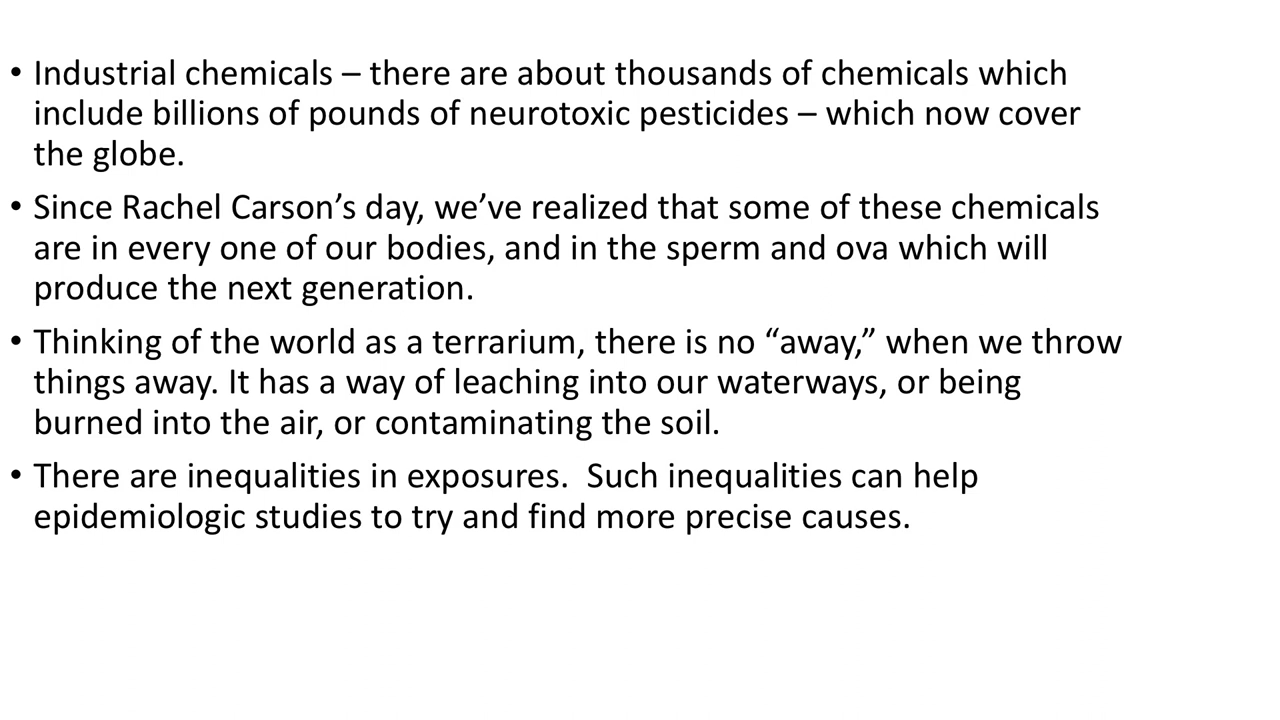 • Industrial chemicals – there are about thousands of chemicals which
include billions of pounds of neurotoxic pesticides – which now cover
the globe.
• Since Rachel Carson’s day, we’ve realized that some of these chemicals
are in every one of our bodies, and in the sperm and ova which will
produce the next generation.
• Thinking of the world as a terrarium, there is no “away,” when we throw
things away. It has a way of leaching into our waterways, or being
burned into the air, or contaminating the soil.
• There are inequalities in exposures.  Such inequalities can help
epidemiologic studies to try and find more precise causes.